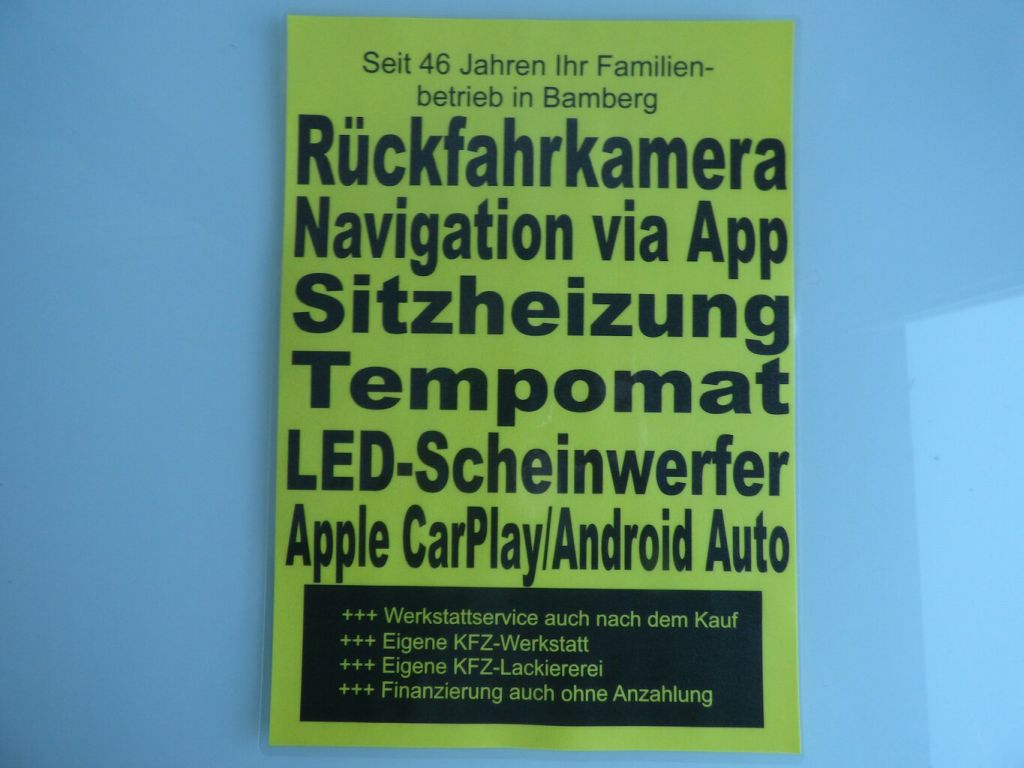 Seit 46 Jahren Ihr Familien-
betrieb in Bamberg
Rückfahrkamera
Navigation via App
Sitzheizung
Tempomat
LED-Scheinwerfer
Apple CarPlay/Android Auto
+++ Werkstattservice auch nach dem Kauf
+++ Eigene KFZ-Werkstatt
+++ Eigene KFZ-Lackiererei
+++ Finanzierung auch ohne Anzahlung